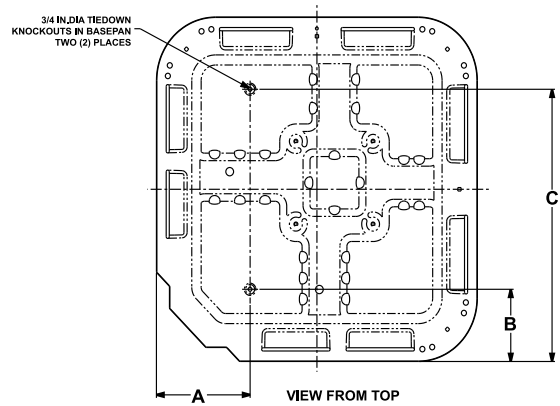 3/4 IN,DIA TIEDOWN
KNOCKOUTS IN BASEPAN
TWO (2) PLACES
C
B
A
VIEW FROM TOP